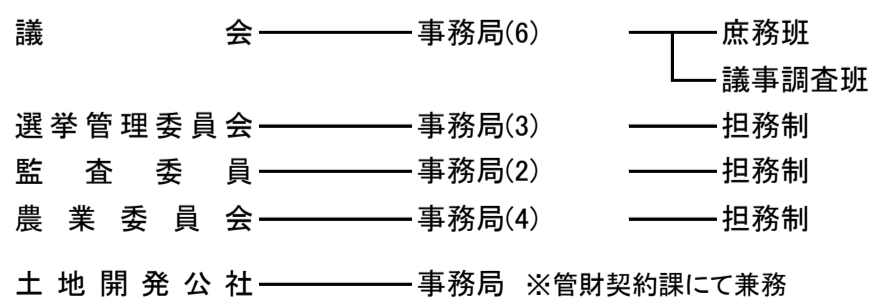 議会 事務局(6) 庶務班
議事調査班
選挙管理委員会 事務局(3) 担務制
監査委員 事務局(2) 担務制
農業委員会 事務局(4) 担務制
土地開発公社 事務局 ※管財契約課にて兼務